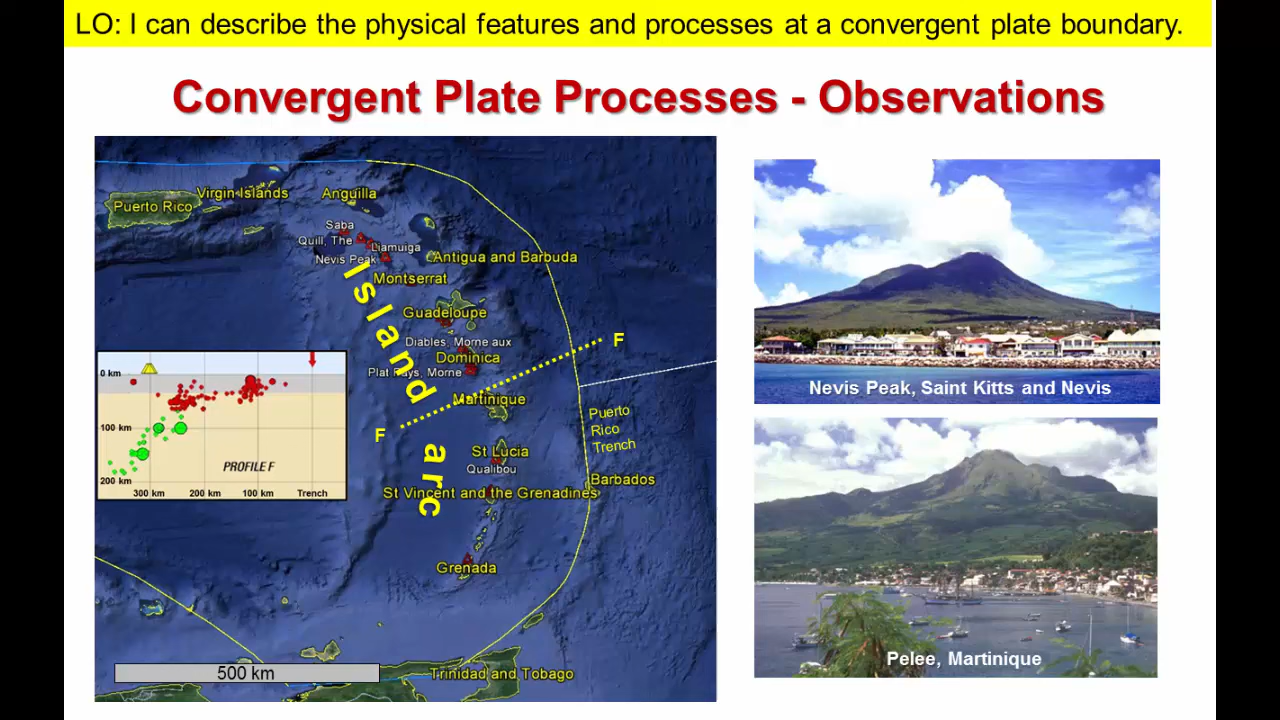 LO: I can describe the physical features and processes at a convergent plate boundary.
Convergent Plate Processes - Observations
Puerto Rico
Virgin Islands
Anguilla
Saba
Quill, The
Liamuiga
Nevis Peak
Antigua and Barbuda
Montserrat
Guadeloupe
Diables, Morne aux
Dominica
Plat Pays, Morne
Martinique
St Lucia
Qualibou
St Vincent and the Grenadines
Barbados
Grenada
Trinidad and Tobago
Island arc
F
F
Puerto
Rico
Trench
0 km
100 km
200 km
PROFILE F
300 km 200 km 100 km Trench
500 km
Nevis Peak, Saint Kitts and Nevis
Pelee, Martinique